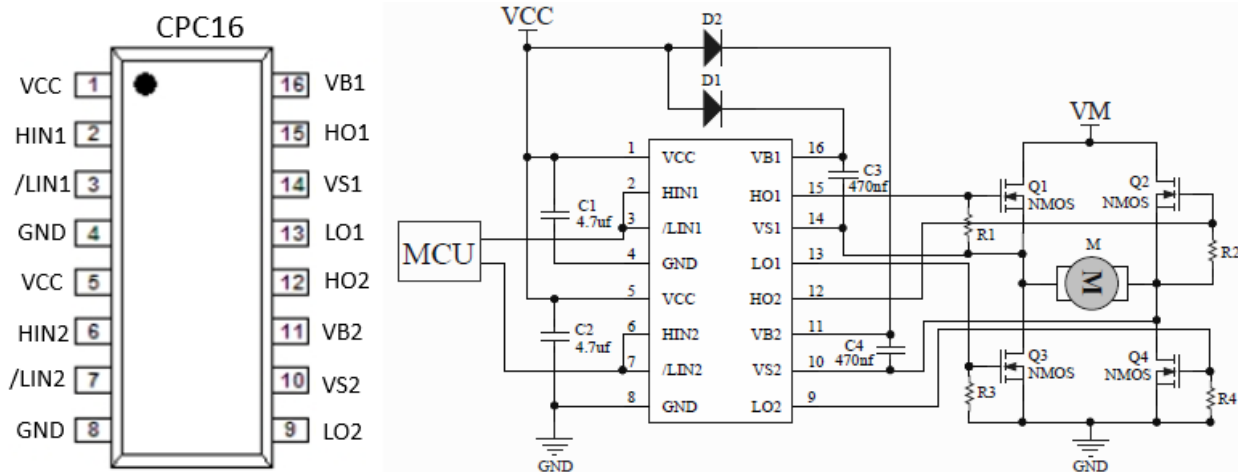 CPC16
VCC 1 16 VB1
HIN1 2 15 HO1
/LIN1 3 14 VS1
GND 4 13 LO1
VCC 5 12 HO2
HIN2 6 11 VB2
/LIN2 7 10 VS2
GND 8 9 LO2
VCC
D2
D1
VM
1 VCC VB1 16
2 HIN1 HO1 15
3 /LIN1 VS1 14
4 GND LO1 13
5 VCC HO2 12
6 HIN2 VB2 11
7 /LIN2 VS2 10
8 GND LO2 9
C1
4.7uf
C2
4.7uf
C3
470nf
C4
470nf
MCU
Q1
NMOS
Q2
NMOS
R1
R2
M
M
Q3
NMOS
Q4
NMOS
R3
R4
GND
GND